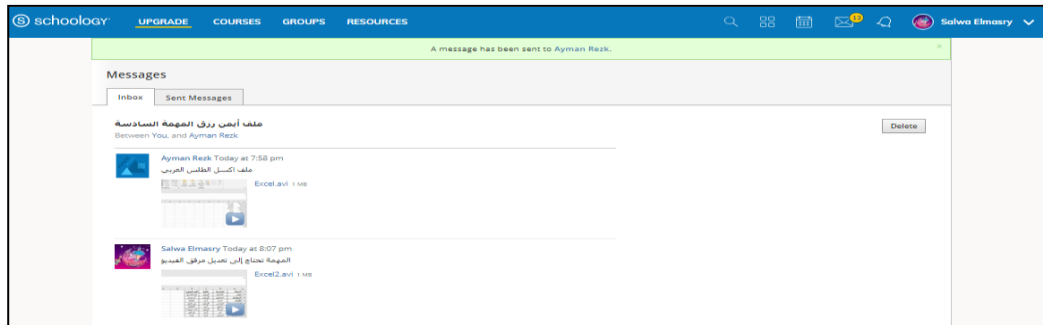 schoology UPGRADE COURSES GROUPS RESOURCES 13 Salwa Elmasry
A message has been sent to Ayman Rezk.
Messages
Inbox Sent Messages
ملف أيمن رزق المهمة السادسة
Delete
Between You, and Ayman Rezk
Ayman Rezk Today at 7:58 pm
ملف اكسل الطقس العربي
Excel.avi 1 MB
Salwa Elmasry Today at 8:07 pm
المهمة تحتاج إلى تعديل مرفق الفيديو
Excel2.avi 1 MB